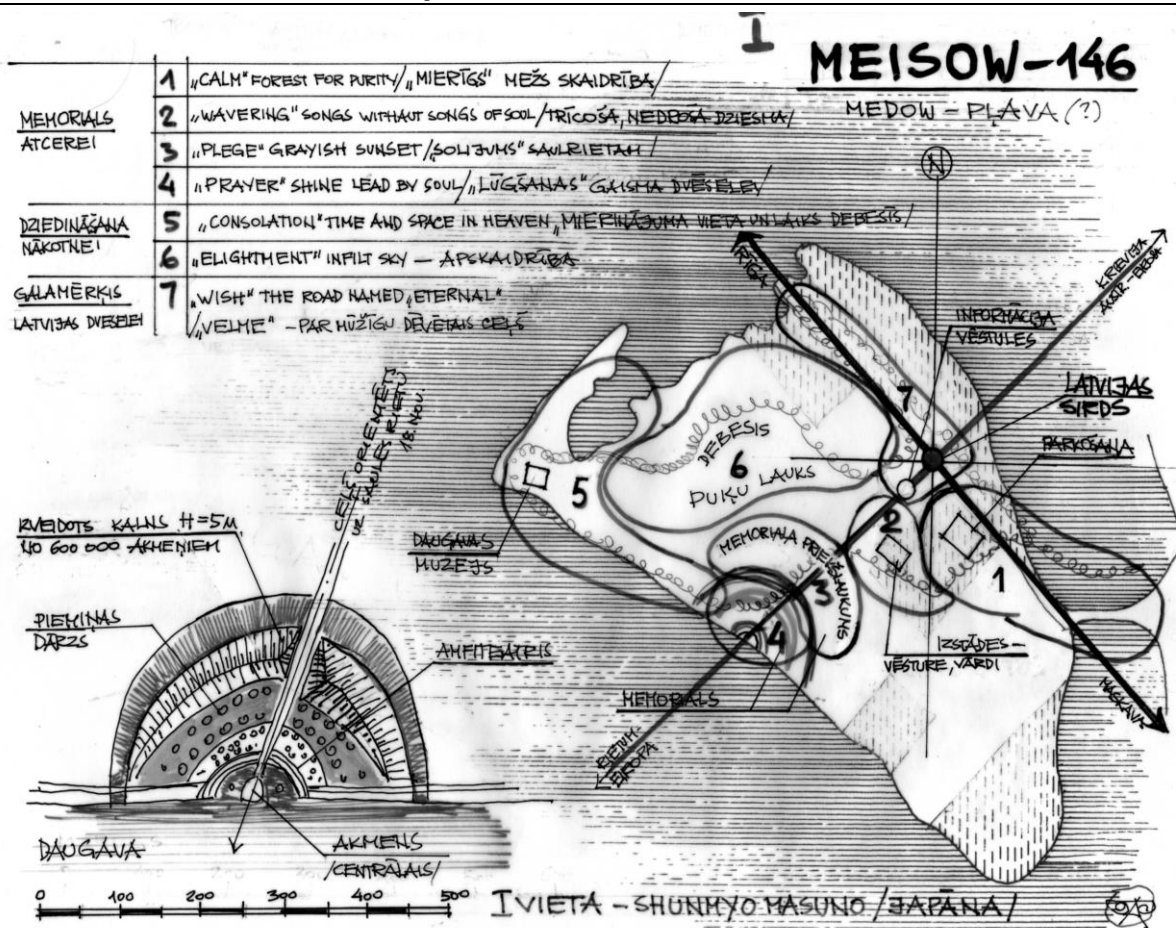 I
MEISOW-146
MEDOW - PĻAVA (?)
MEMORIALS
ATCEREI
1 „CALM" FOREST FOR PURITY/„MIERĪGS" MEŽS SKAIDRĪBA/
2 „WAVERING" SONGS WITHAUT SONGS OF SOUL/TRĪCOŠĀ, NEDROŠĀ DZIESMA/
3 „PLEGE" GRAYISH SUNSET/„SOLĪJUMS" SAULRIETAM/
4 „PRAYER" SHINE LEAD BY SOUL/„LŪGŠANAS" GAISMA DVĒSELEI/
DZIEDINĀŠANA
NĀKOTNEI
5 „CONSOLATION" TIME AND SPACE IN HEAVEN „MIERINĀJUMA VIETA UN LAIKS DEBESĪS/
6 „ELIGHTMENT" INFILT SKY — APSKAIDRĪBA
GALAMĒRĶIS
LATVIJAS DVĒSELEI
7 „WISH" THE ROAD NAMED „ETERNAL"
/„VĒLME" - PAR MŪŽĪGU DĒVĒTAIS CEĻŠ
N
RĪGA
KRIEVIJA
INFORMĀCIJA
VĒSTULES
LATVIJAS
SIRDS
7
DEBESIS
6
PUĶU LAUKS
5
DAUGAVAS
MUZEJS
2
1
MEMORIĀLA PRIEKŠLAUKUMS
3
4
IZSTĀDES-
VĒSTURE, VĀRDI
MEMORIALS
MASKAVA
RIETUM-
EIROPA
CEĻŠ ORIENTĒTS
UZ SAULES RIETU
18. NOV.
IZVEIDOTS KALNS H=5M
NO 600 000 AKMEŅIEM
PIEMIŅAS
DĀRZS
AMFITEĀTRIS
DAUGAVA
AKMENS
/CENTRĀLAIS/
0 100 200 300 400 500
I VIETA - SHUNMYO MASUNO /JAPĀNA/